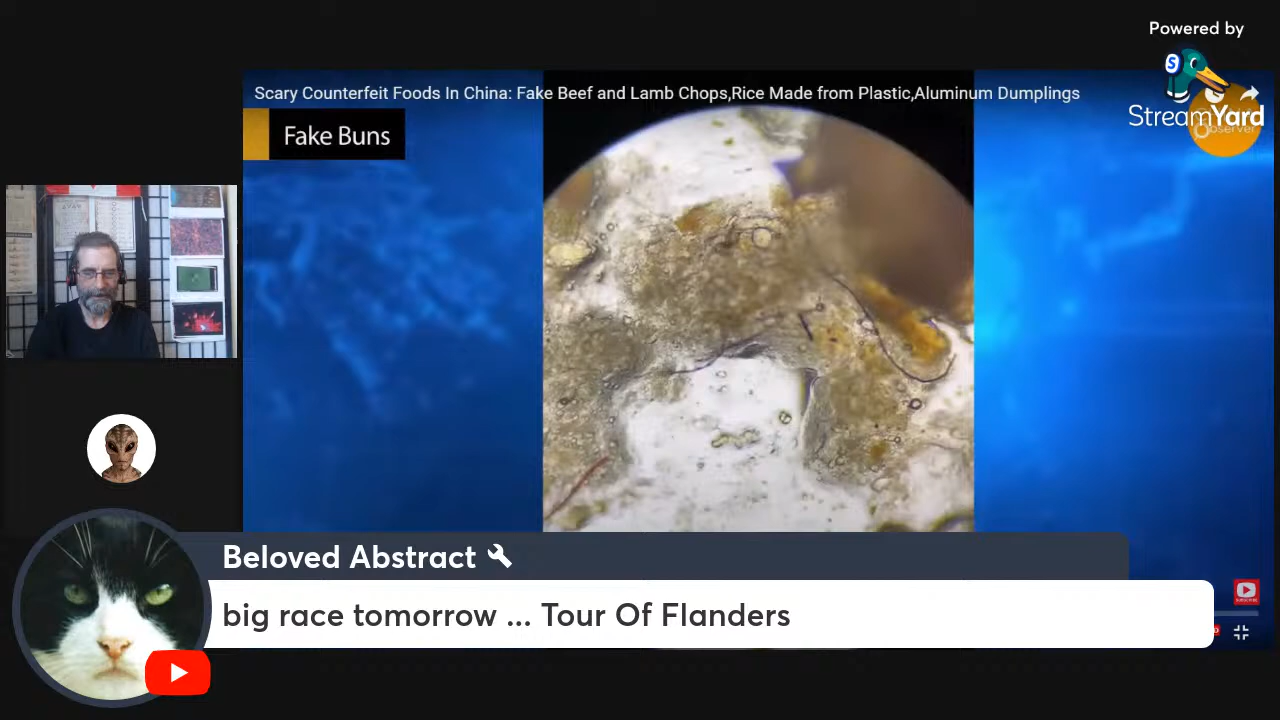 Powered by
StreamYard
Scary Counterfeit Foods In China: Fake Beef and Lamb Chops,Rice Made from Plastic,Aluminum Dumplings
Observer
Fake Buns
Beloved Abstract
big race tomorrow ... Tour Of Flanders